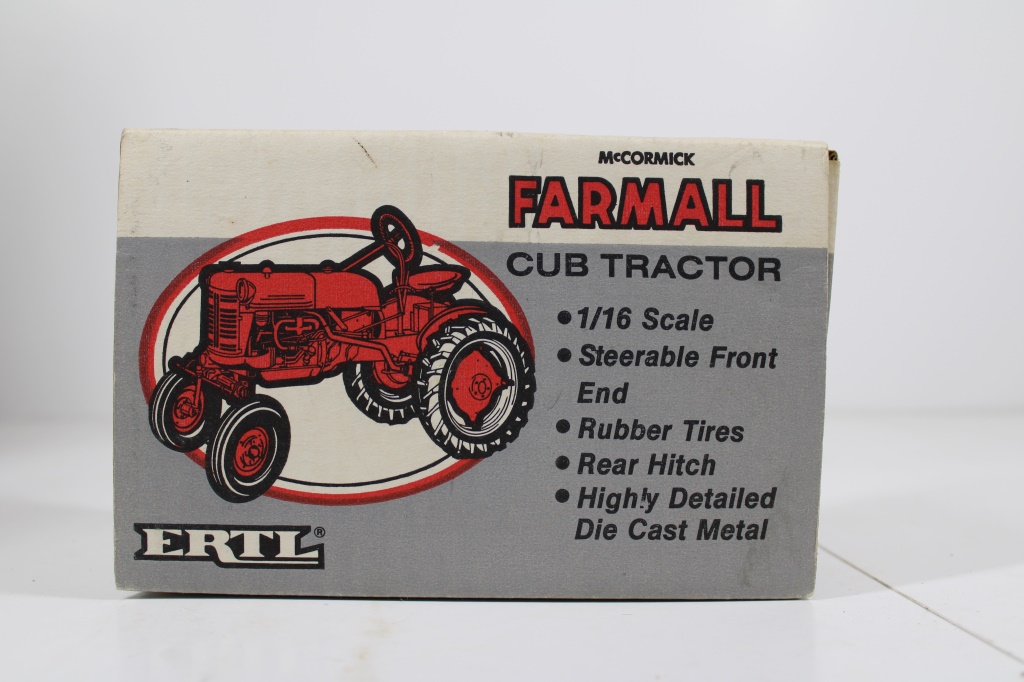 McCORMICK
FARMALL
CUB TRACTOR
•1/16 Scale
•Steerable Front
End
•Rubber Tires
•Rear Hitch
•Highly Detailed
Die Cast Metal
ERTL®